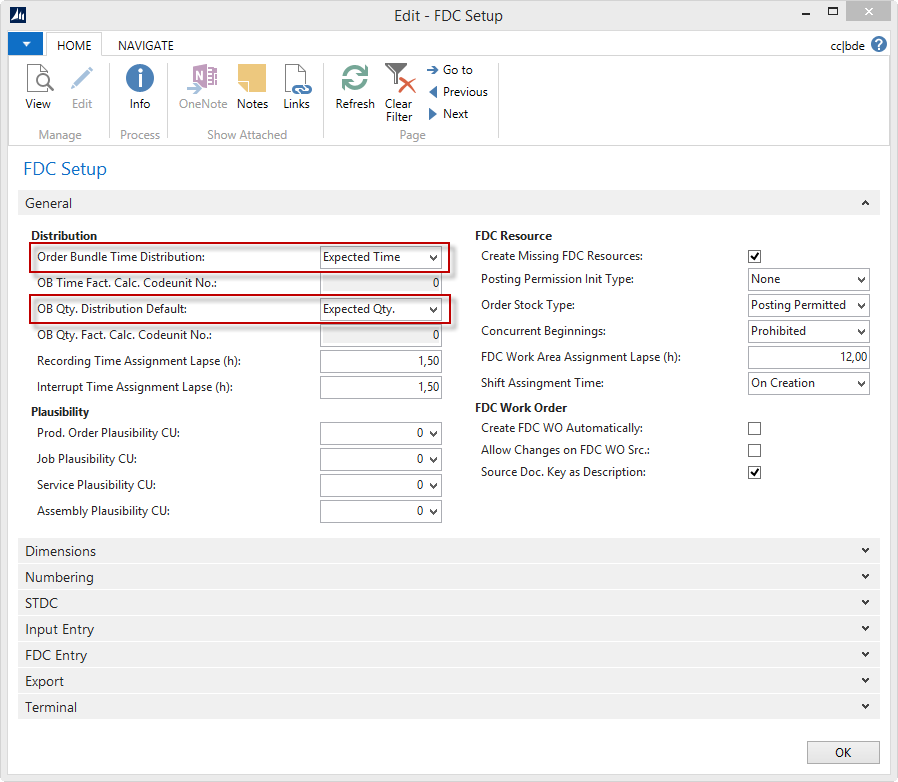 Edit - FDC Setup
HOME NAVIGATE
cc|bde
View Edit
Manage
Info
Process
OneNote Notes Links
Show Attached
Refresh Clear Filter
Go to
Previous
Next
Page
FDC Setup
General
Distribution
Order Bundle Time Distribution: Expected Time
OB Time Fact. Calc. Codeunit No.: 0
OB Qty. Distribution Default: Expected Qty.
OB Qty. Fact. Calc. Codeunit No.: 0
Recording Time Assignment Lapse (h): 1,50
Interrupt Time Assignment Lapse (h): 1,50
Plausibility
Prod. Order Plausibility CU: 0
Job Plausibility CU: 0
Service Plausibility CU: 0
Assembly Plausibility CU: 0
FDC Resource
Create Missing FDC Resources:
Posting Permission Init Type: None
Order Stock Type: Posting Permitted
Concurrent Beginnings: Prohibited
FDC Work Area Assignment Lapse (h): 12,00
Shift Assingment Time: On Creation
FDC Work Order
Create FDC WO Automatically:
Allow Changes on FDC WO Src.:
Source Doc. Key as Description:
Dimensions
Numbering
STDC
Input Entry
FDC Entry
Export
Terminal
OK